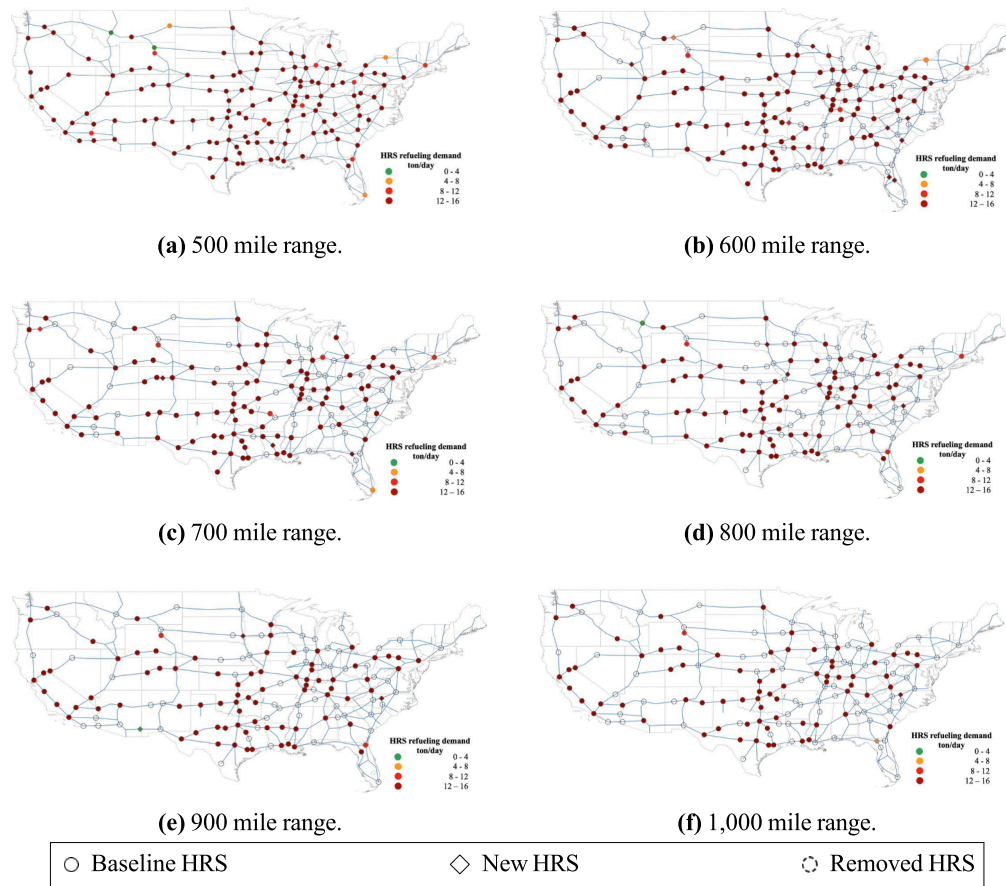 HRS refueling demand
ton/day
0 - 4
4 - 8
8 - 12
12 - 16
(a) 500 mile range.
HRS refueling demand
ton/day
0 - 4
4 - 8
8 - 12
12 – 16
(b) 600 mile range.
HRS refueling demand
ton/day
0 - 4
4 - 8
8 - 12
12 – 16
(c) 700 mile range.
HRS refueling demand
ton/day
0 - 4
4 - 8
8 - 12
12 – 16
(d) 800 mile range.
HRS refueling demand
ton/day
0 - 4
4 - 8
8 - 12
12 – 16
(e) 900 mile range.
HRS refueling demand
ton/day
0 - 4
4 - 8
8 - 12
12 – 16
(f) 1,000 mile range.
Baseline HRS New HRS Removed HRS